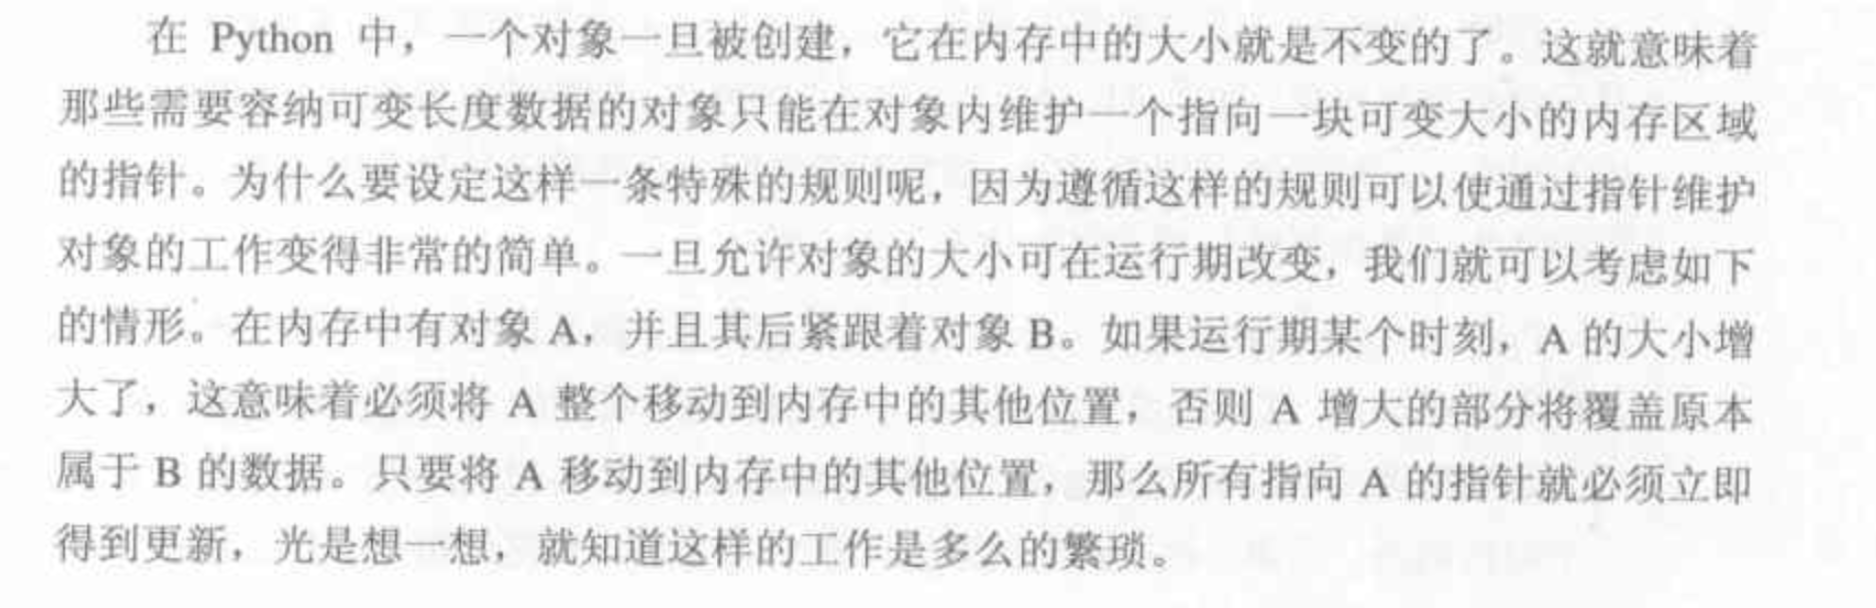 在 Python 中，一个对象一旦被创建，它在内存中的大小就是不变的了。这就意味着
那些需要容纳可变长度数据的对象只能在对象内维护一个指向一块可变大小的内存区域
的指针。为什么要设定这样一条特殊的规则呢，因为遵循这样的规则可以使通过指针维护
对象的工作变得非常的简单。一旦允许对象的大小可在运行期改变，我们就可以考虑如下
的情形。在内存中有对象 A，并且其后紧跟着对象 B。如果运行期某个时刻，A 的大小增
大了，这意味着必须将 A 整个移动到内存中的其他位置，否则 A 增大的部分将覆盖原本
属于 B 的数据。只要将 A 移动到内存中的其他位置，那么所有指向 A 的指针就必须立即
得到更新，光是想一想，就知道这样的工作是多么的繁琐。